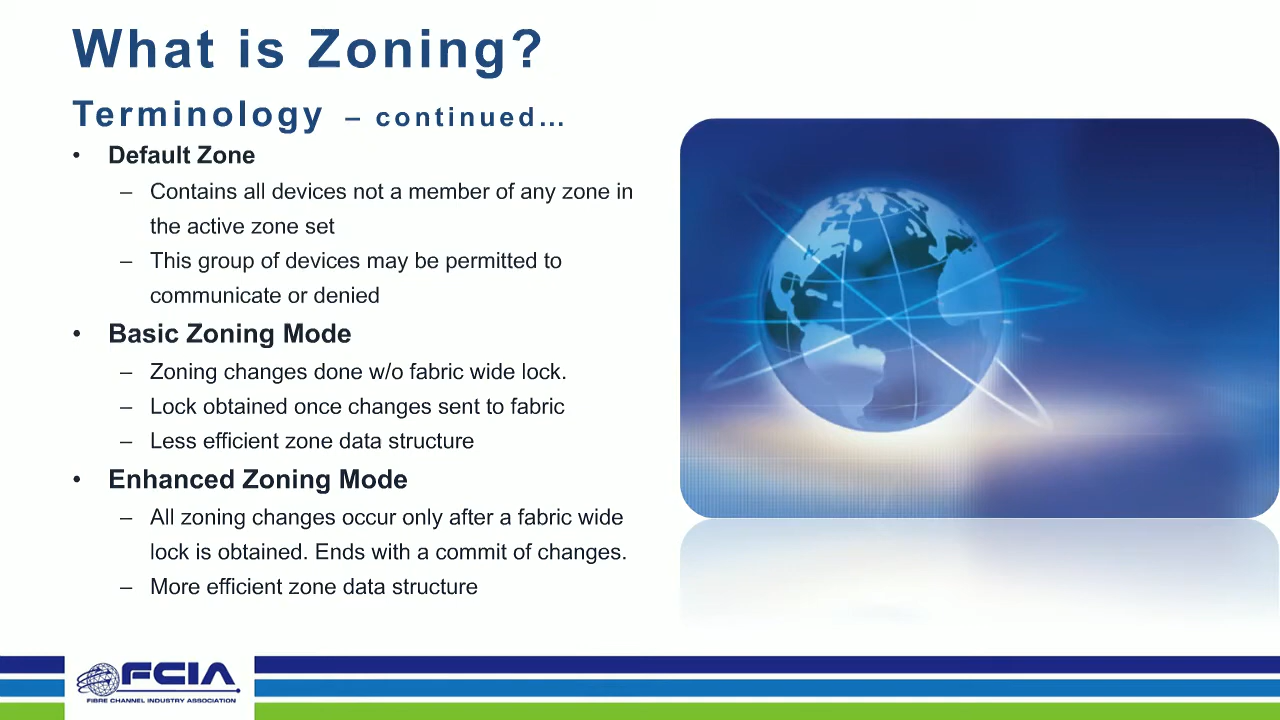 What is Zoning?
Terminology – continued…
• Default Zone
– Contains all devices not a member of any zone in
the active zone set
– This group of devices may be permitted to
communicate or denied
• Basic Zoning Mode
– Zoning changes done w/o fabric wide lock.
– Lock obtained once changes sent to fabric
– Less efficient zone data structure
• Enhanced Zoning Mode
– All zoning changes occur only after a fabric wide
lock is obtained. Ends with a commit of changes.
– More efficient zone data structure
FCIA
FIBRE CHANNEL INDUSTRY ASSOCIATION